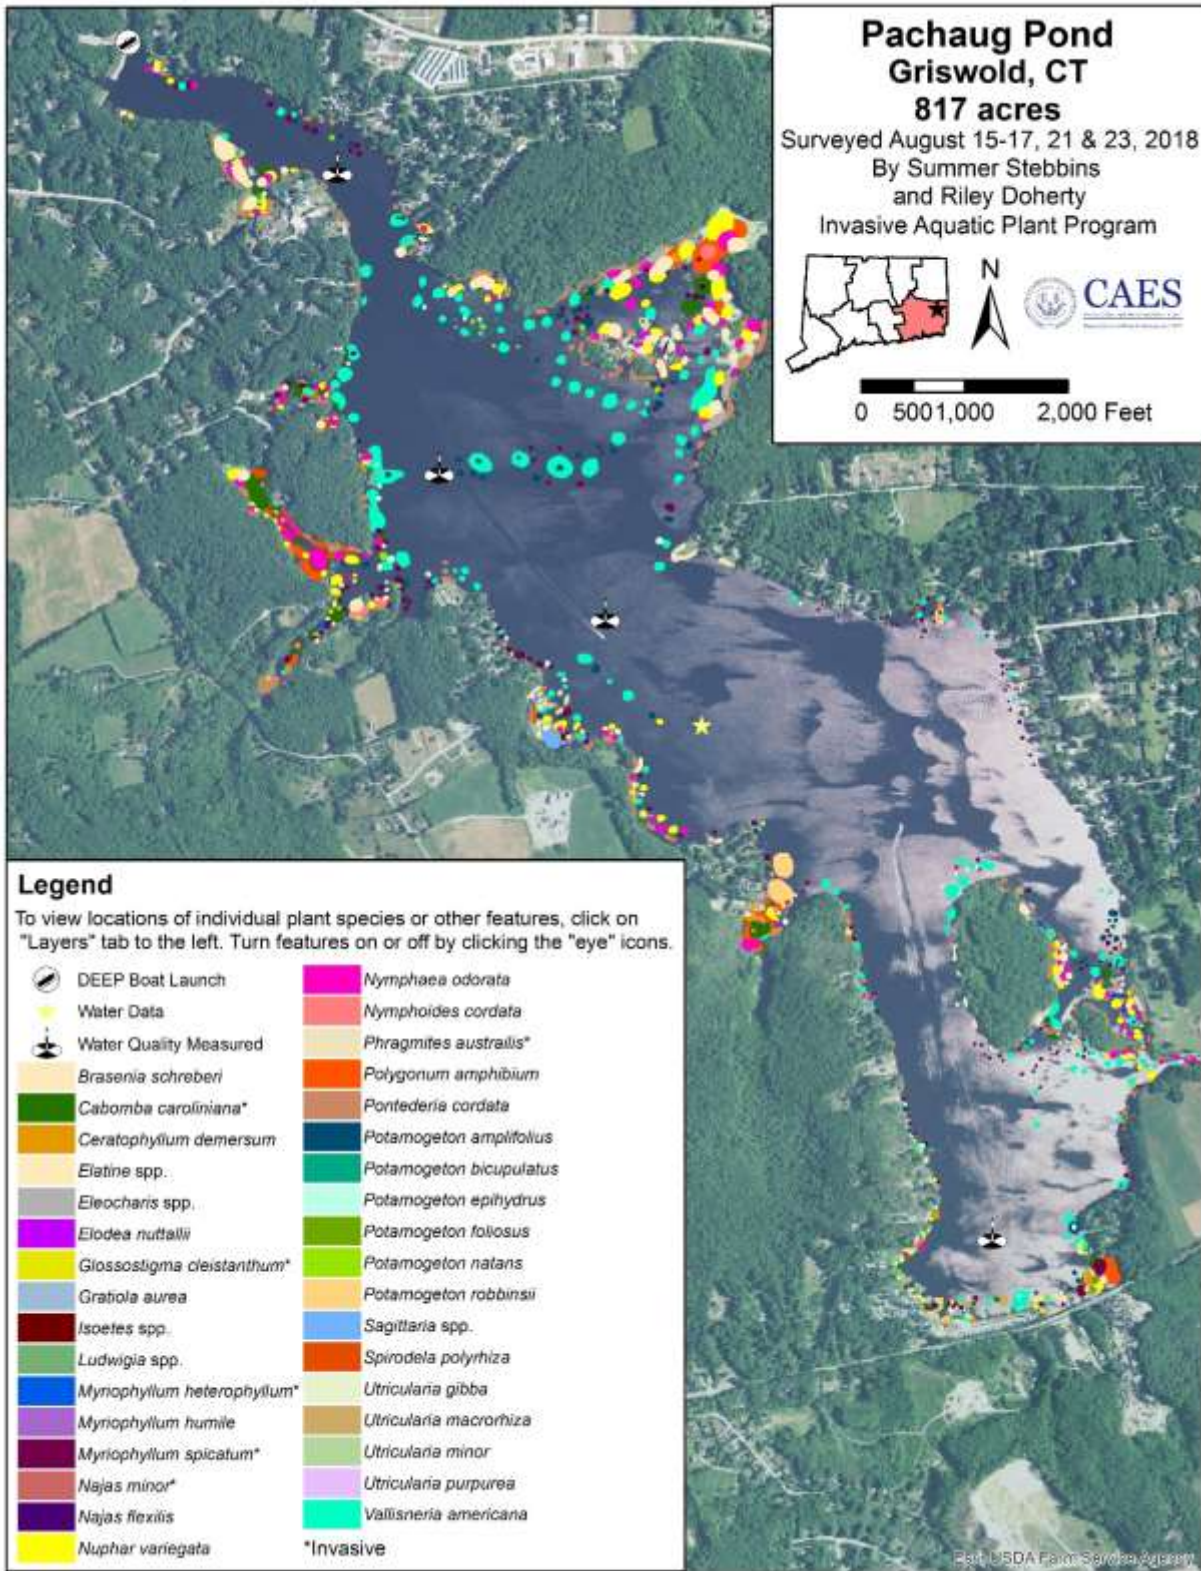 Pachaug Pond
Griswold, CT
817 acres
Surveyed August 15-17, 21 & 23, 2018
By Summer Stebbins
and Riley Doherty
Invasive Aquatic Plant Program
N
CAES
0 5001,000 2,000 Feet
Legend
To view locations of individual plant species or other features, click on
"Layers" tab to the left. Turn features on or off by clicking the "eye" icons.
DEEP Boat Launch
Water Data
Water Quality Measured
Brasenia schreberi
Cabomba caroliniana*
Ceratophyllum demersum
Elatine spp.
Eleocharis spp.
Elodea nuttallii
Glossostigma cleistanthum*
Gratiola aurea
Isoetes spp.
Ludwigia spp.
Myriophyllum heterophyllum*
Myriophyllum humile
Myriophyllum spicatum*
Najas minor*
Najas flexilis
Nuphar variegata
Nymphaea odorata
Nymphoides cordata
Phragmites australis*
Polygonum amphibium
Pontederia cordata
Potamogeton amplifolius
Potamogeton bicupulatus
Potamogeton epihydrus
Potamogeton foliosus
Potamogeton natans
Potamogeton robbinsii
Sagittaria spp.
Spirodela polyrhiza
Utricularia gibba
Utricularia macrorhiza
Utricularia minor
Utricularia purpurea
Vallisneria americana
*Invasive
Esri, USDA Farm Service Agency